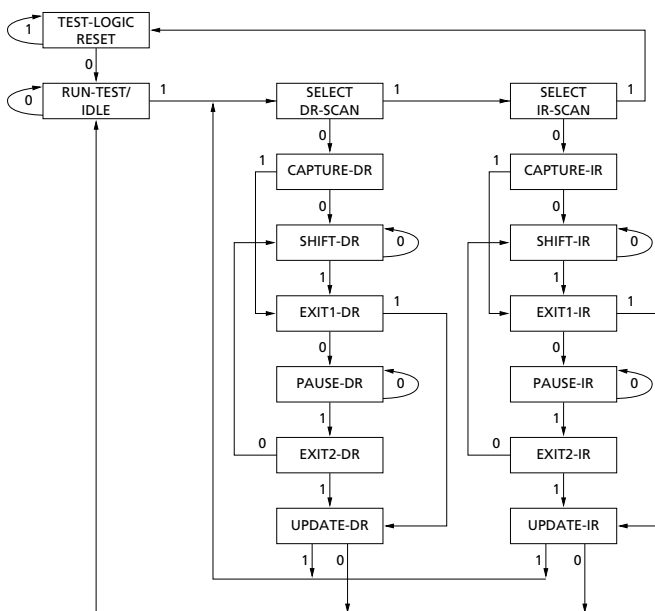 TEST-LOGIC
RESET
1
0
RUN-TEST/
IDLE
0
1
SELECT
DR-SCAN
1
SELECT
IR-SCAN
1
0
0
1
CAPTURE-DR
1
CAPTURE-IR
0
0
SHIFT-DR
0
SHIFT-IR
0
1
1
EXIT1-DR
1
EXIT1-IR
1
0
0
PAUSE-DR
0
PAUSE-IR
0
1
1
0
EXIT2-DR
0
EXIT2-IR
1
1
UPDATE-DR
UPDATE-IR
1
0
1
0